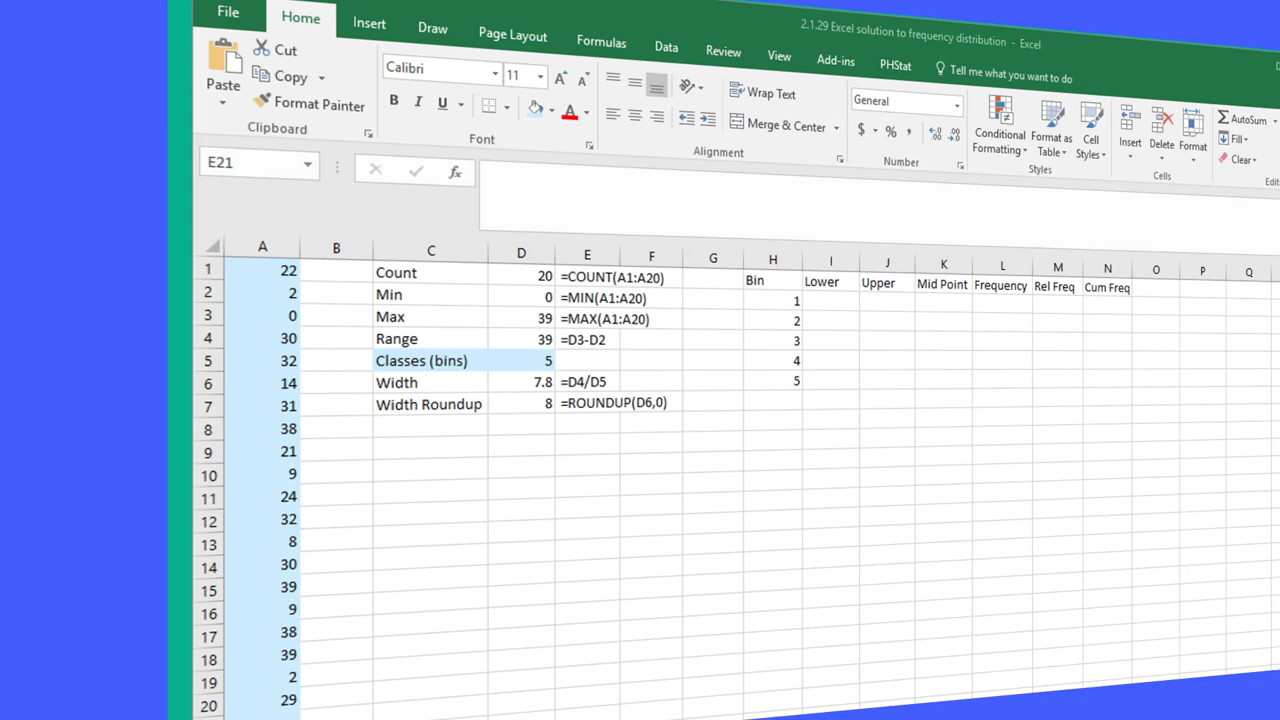 2.1.29 Excel solution to frequency distribution - Excel
File Home Insert Draw Page Layout Formulas Data Review View Add-ins PHStat Tell me what you want to do
Paste
Cut
Copy
Format Painter
Clipboard
Calibri 11
B I U
Font
Wrap Text
Merge & Center
Alignment
General
$ % ,
Number
Conditional Formatting
Format as Table
Cell Styles
Styles
Insert Delete Format
Cells
AutoSum
Fill
Clear
E21 fx
A B C D E F G H I J K L M N O P Q
1 22 Count 20 =COUNT(A1:A20) Bin Lower Upper Mid Point Frequency Rel Freq Cum Freq
2 2 Min 0 =MIN(A1:A20) 1
3 0 Max 39 =MAX(A1:A20) 2
4 30 Range 39 =D3-D2 3
5 32 Classes (bins) 5 4
6 14 Width 7.8 =D4/D5 5
7 31 Width Roundup 8 =ROUNDUP(D6,0)
8 38
9 21
10 9
11 24
12 32
13 8
14 30
15 39
16 9
17 38
18 39
19 2
20 29